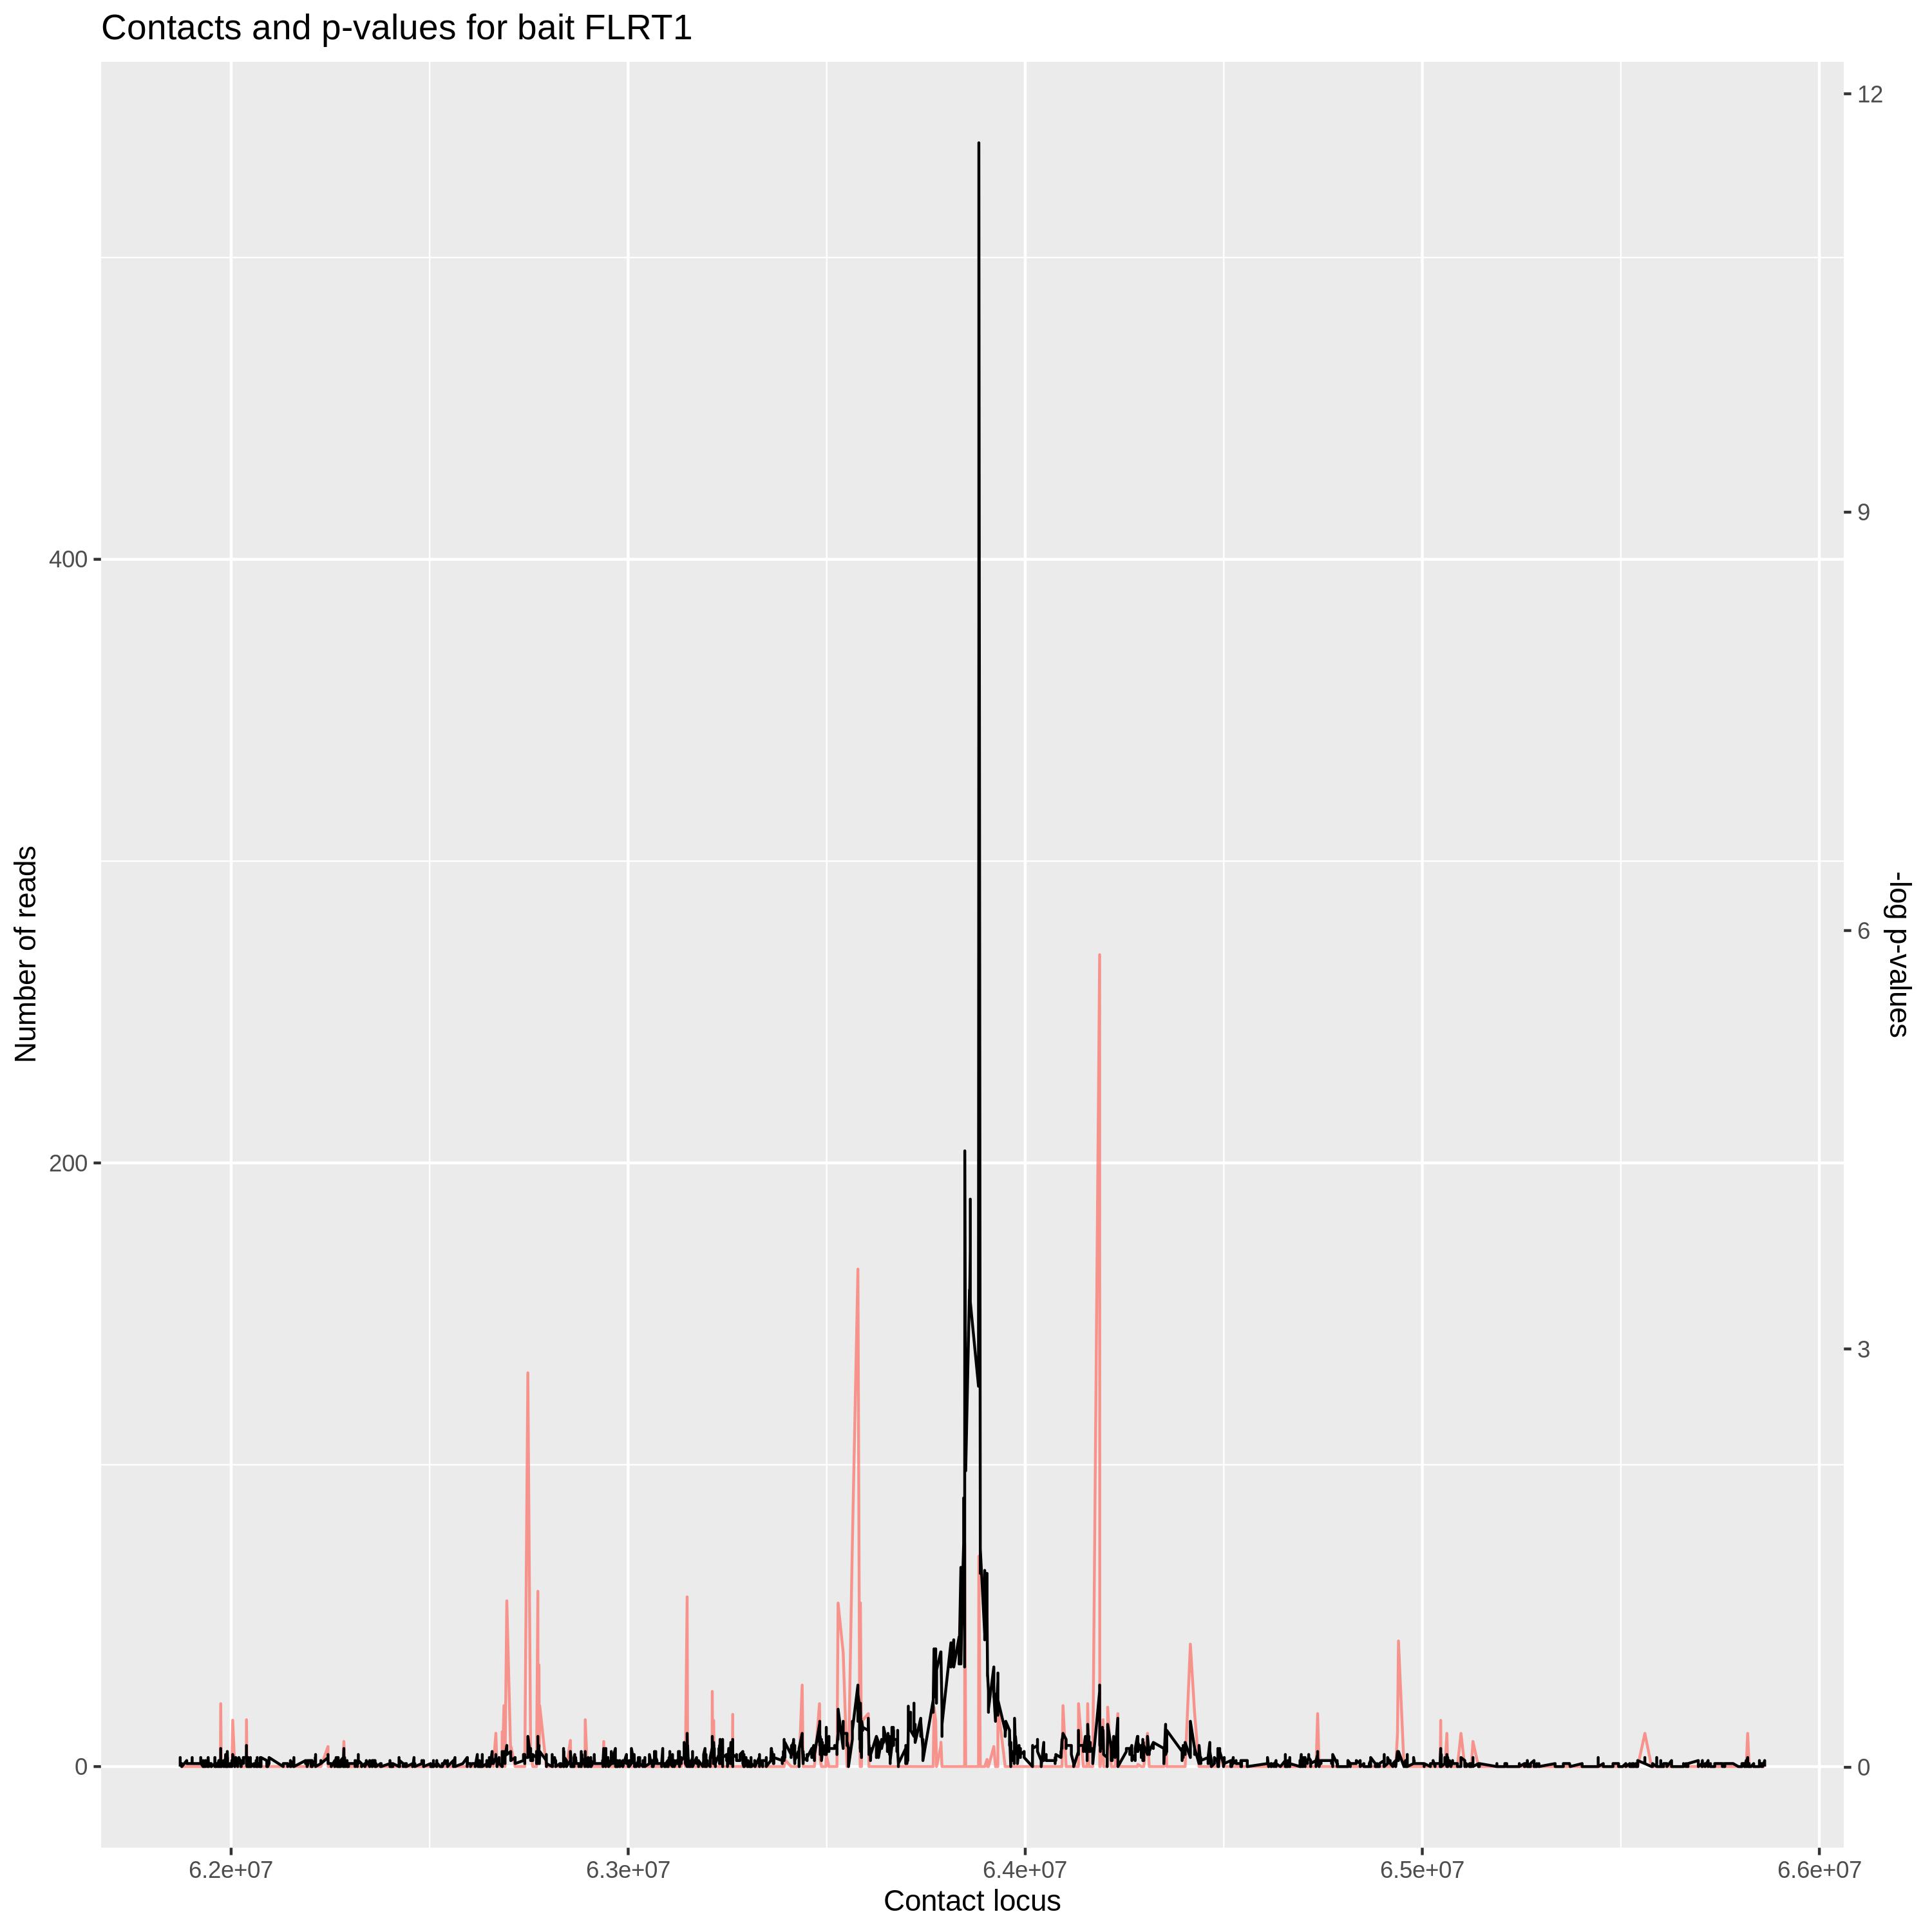 Contacts and p-values for bait FLRT1
12
9
6
3
0
400
200
0
Number of reads
-log p-values
6.2e+07
6.3e+07
6.4e+07
6.5e+07
6.6e+07
Contact locus